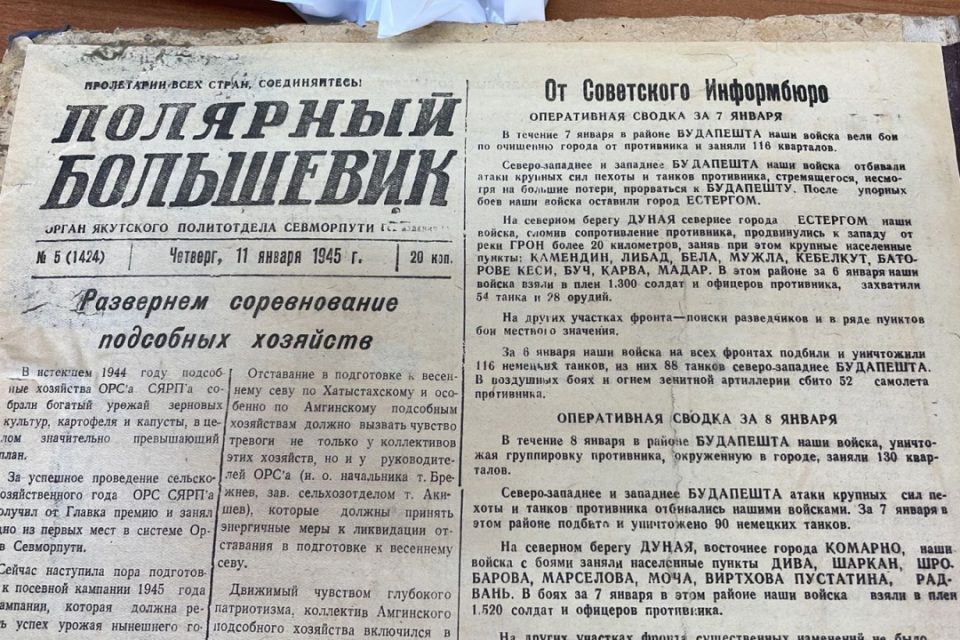 ПРОЛЕТАРИИ ВСЕХ СТРАН, СОЕДИНЯЙТЕСЬ!
ПОЛЯРНЫЙ
БОЛЬШЕВИК
ОРГАН ЯКУТСКОГО ПОЛИТОТДЕЛА СЕВМОРПУТИ
№ 5 (1424)
Четверг, 11 января 1945 г.
20 коп.
Развернем соревнование
подсобных хозяйств
В истекшем 1944 году подсоб-
ные хозяйства ОРС'а СЯРП'а со-
брали богатый урожай зерновых
культур, картофеля и капусты, в це-
лом значительно превышающий
план.
За успешное проведение сельско-
хозяйственного года ОРС СЯРП'а
получил от Главка премию и занял
одно из первых мест в системе Ор-
в Севморпути.
Сейчас наступила пора подготов-
к посевной кампании 1945 года
ампании, которая должна ре-
ь успех урожая нынешнего го-
Отставание в подготовке к весен-
нему севу по Хатыстахскому и осо-
бенно по Амгинскому подсобным
хозяйствам должно вызвать чувство
тревоги не только у коллективов
этих хозяйств, но и у руководите-
лей ОРС'а (и. о. начальника т. Бре-
жнев, зав. сельхозотделом т. Аки-
шев), которые должны принять
энергичные меры к ликвидации от-
ставания в подготовке к весеннему
севу.
Движимый чувством глубокого
патриотизма, коллектив Амгинского
подсобного хозяйства включился в
От Советского Информбюро
ОПЕРАТИВНАЯ СВОДКА ЗА 7 ЯНВАРЯ
В течение 7 января в районе БУДАПЕШТА наши войска вели бои
по очищению города от противника и заняли 116 кварталов.
Северо-западнее и западнее БУДАПЕШТА наши войска отбивали
атаки крупных сил пехоты и танков противника, стремящегося, несмо-
тря на большие потери, прорваться к БУДАПЕШТУ. После упорных
боев наши войска оставили город ЕСТЕРГОМ.
На северном берегу ДУНАЯ севернее города ЕСТЕРГОМ наши
войска, сломив сопротивление противника, продвинулись к западу от
реки ГРОН более 20 километров, заняв при этом крупные населенные
пункты: КАМЕНДИН, ЛИБАД, БЕЛА, МУЖЛА, КЕБЕЛКУТ, БАТО-
РОВЕ КЕСИ, БУЧ, КАРВА, МАДАР. В этом районе за 6 января наши
войска взяли в плен 1.300 солдат и офицеров противника, захватили
54 танка и 28 орудий.
На других участках фронта—поиски разведчиков и в ряде пунктов
бои местного значения.
За 6 января наши войска на всех фронтах подбили и уничтожили
116 немецких танков, из них 88 танков северо-западнее БУДАПЕШТА.
В воздушных боях и огнем зенитной артиллерии сбито 52 самолета
противника.
ОПЕРАТИВНАЯ СВОДКА ЗА 8 ЯНВАРЯ
В течение 8 января в районе БУДАПЕШТА наши войска, уничто-
жая группировку противника, окруженную в городе, заняли 130 квар-
талов.
Северо-западнее и западнее БУДАПЕШТА атаки крупных сил пе-
хоты и танков противника отбивались нашими войсками. За 7 января в
этом районе подбито и уничтожено 90 немецких танков.
На северном берегу ДУНАЯ, восточнее города КОМАРНО, наши
войска с боями заняли населенные пункты ДИВА, ШАРКАН, ШРО-
БАРОВА, МАРСЕЛОВА, МОЧА, ВИРТХОВА ПУСТАТИНА, РАД-
ВАНЬ. В боях за 7 января в этом районе наши войска взяли в плен
1.520 солдат и офицеров противника.
На других участках фронта существенных изменений не было.